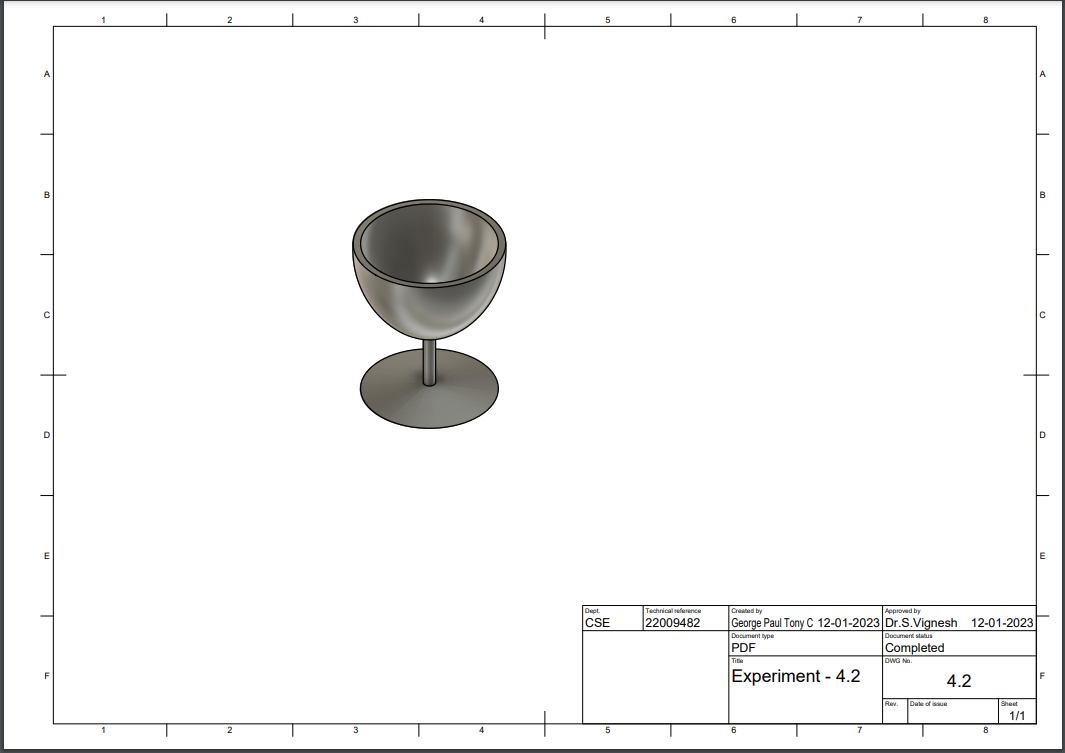 1 2 3 4 5 6 7 8
A A
B B
C C
D D
E E
Dept. Technical reference Created by Approved by
CSE 22009482 George Paul Tony C 12-01-2023 Dr.S.Vignesh 12-01-2023
Document type Document status
PDF Completed
Title DWG No.
Experiment - 4.2 4.2
F F
Rev. Date of issue Sheet
1/1
1 2 3 4 5 6 7 8